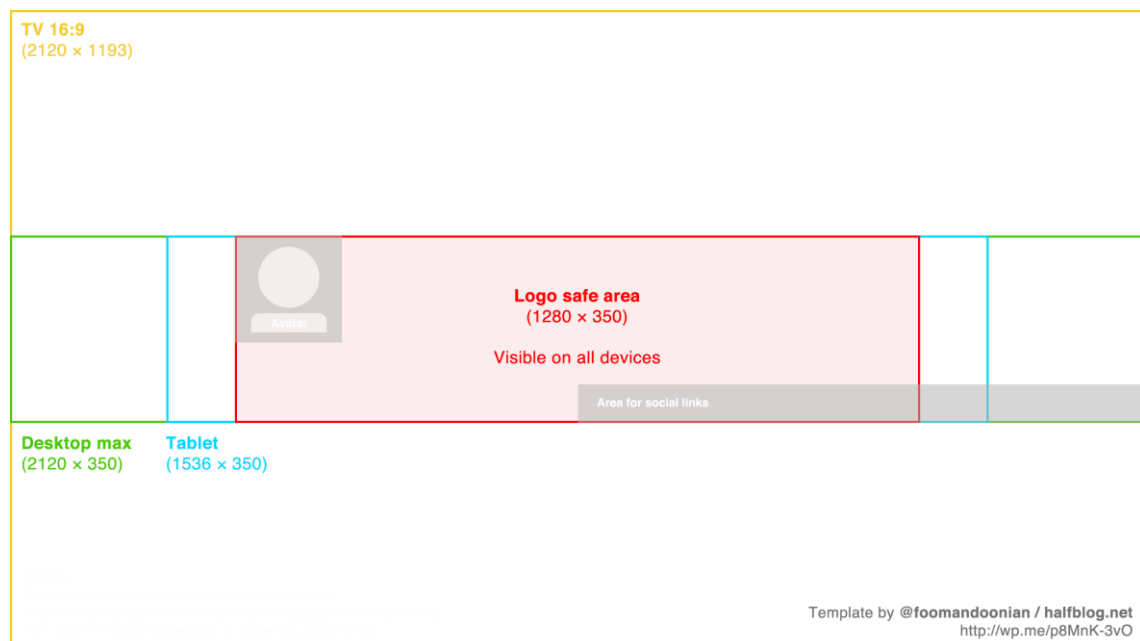 TV 16:9
(2120 × 1193)
Avatar
Logo safe area
(1280 × 350)
Visible on all devices
Area for social links
Desktop max
(2120 × 350)
Tablet
(1536 × 350)
Template by @foomandoonian / halfblog.net
http://wp.me/p8MnK-3vO